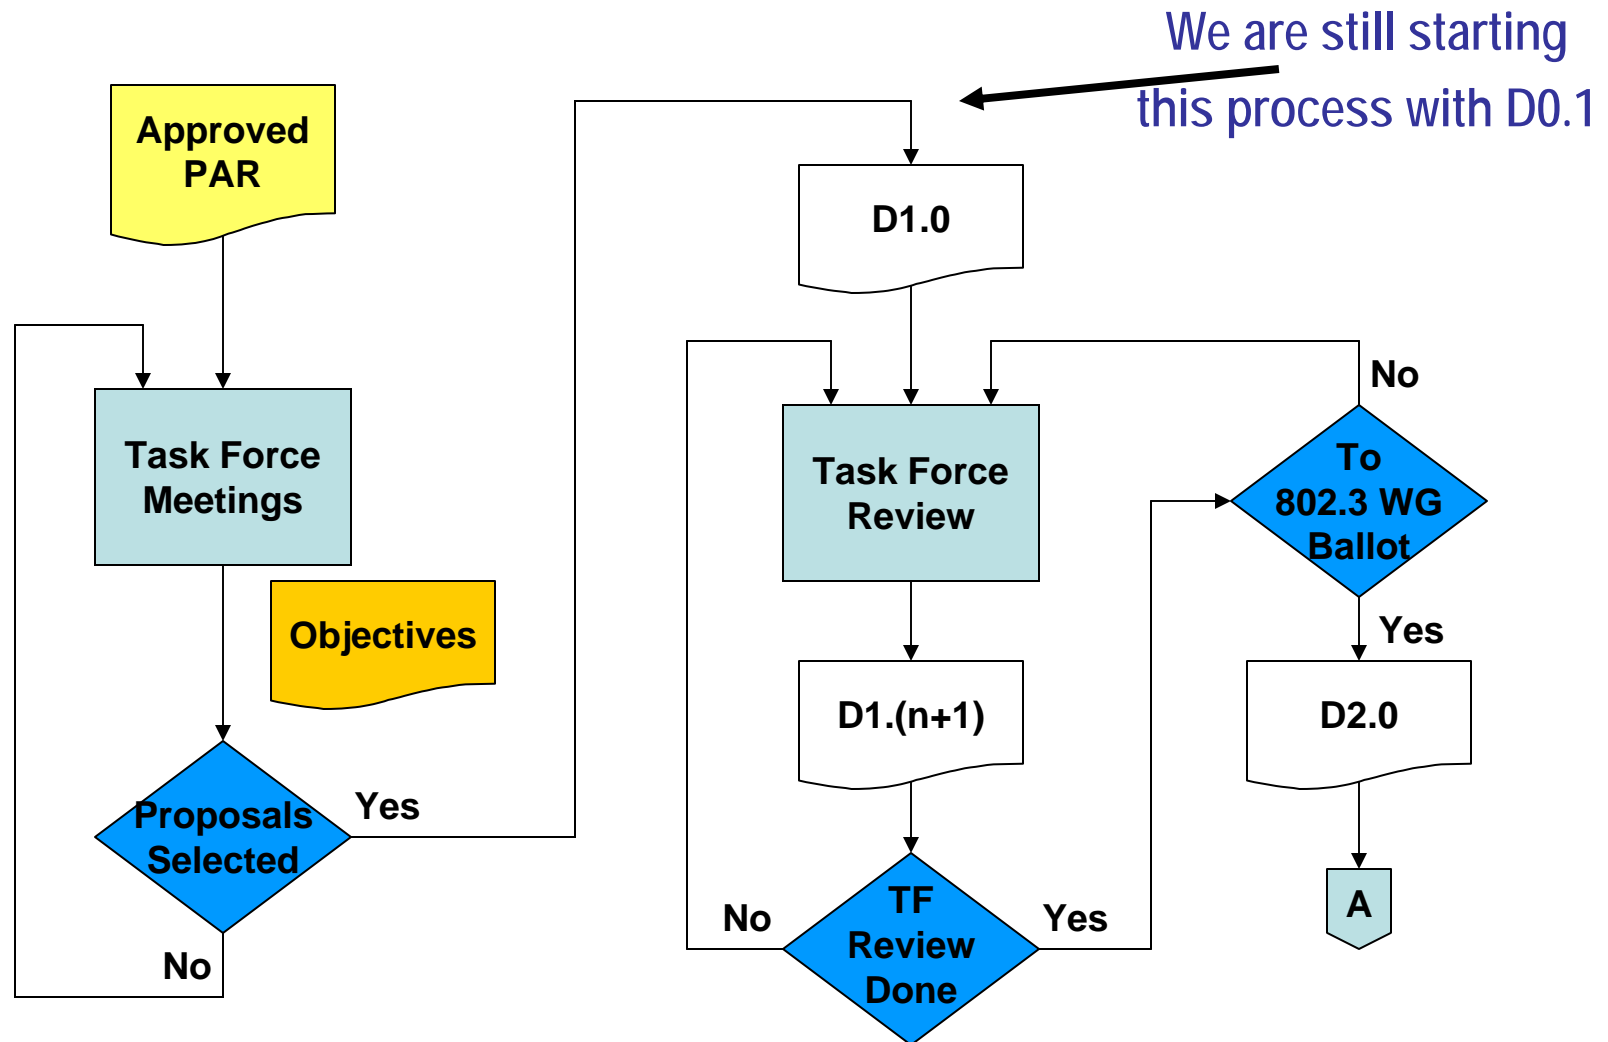 We are still starting
this process with D0.1
Approved
PAR
Task Force
Meetings
Objectives
Proposals
Selected
Yes
No
D1.0
Task Force
Review
D1.(n+1)
TF
Review
Done
No
Yes
To
802.3 WG
Ballot
No
Yes
D2.0
A